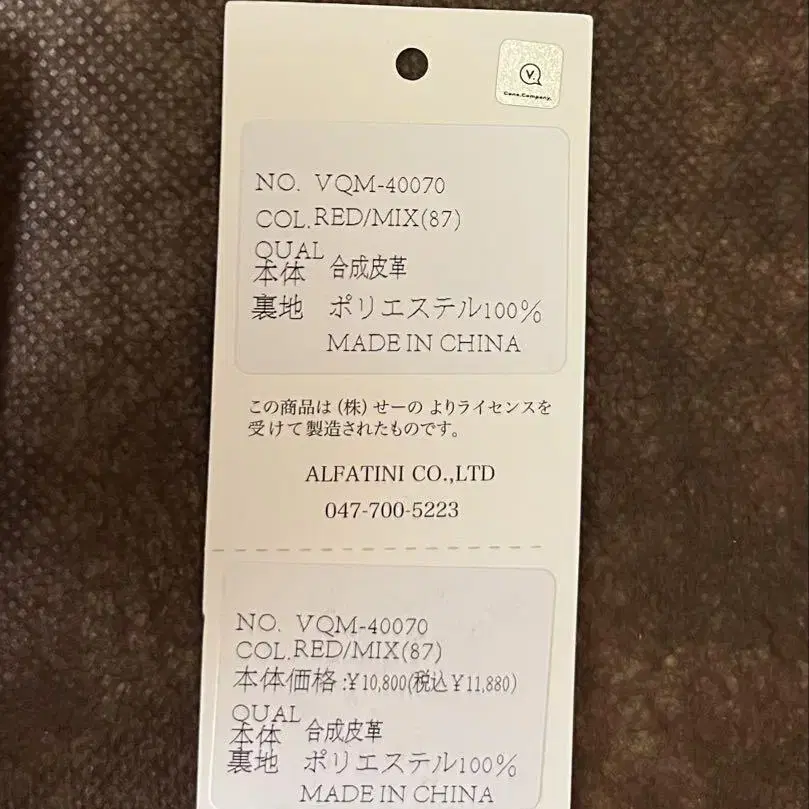 V.
Ceno.Company.
NO. VQM-40070
COL.RED/MIX(87)
QUAL
本体 合成皮革
裏地 ポリエステル100%
MADE IN CHINA
この商品は(株)せーの よりライセンスを
受けて製造されたものです。
ALFATINI CO.,LTD
047-700-5223
NO. VQM-40070
COL.RED/MIX(87)
本体価格:¥10,800(税込¥11,880)
QUAL
本体 合成皮革
裏地 ポリエステル100%
MADE IN CHINA